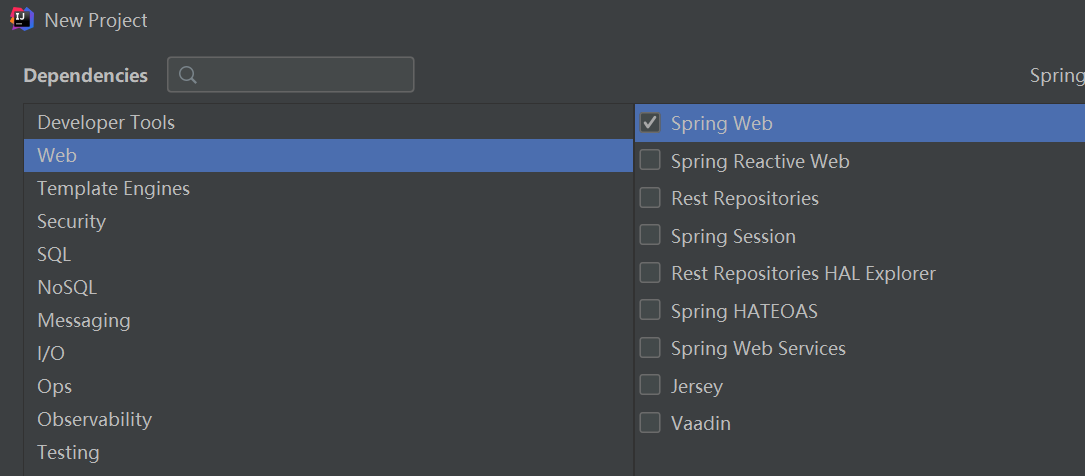 New Project
Dependencies
Spring
Developer Tools
Web
Template Engines
Security
SQL
NoSQL
Messaging
I/O
Ops
Observability
Testing
Spring Web
Spring Reactive Web
Rest Repositories
Spring Session
Rest Repositories HAL Explorer
Spring HATEOAS
Spring Web Services
Jersey
Vaadin